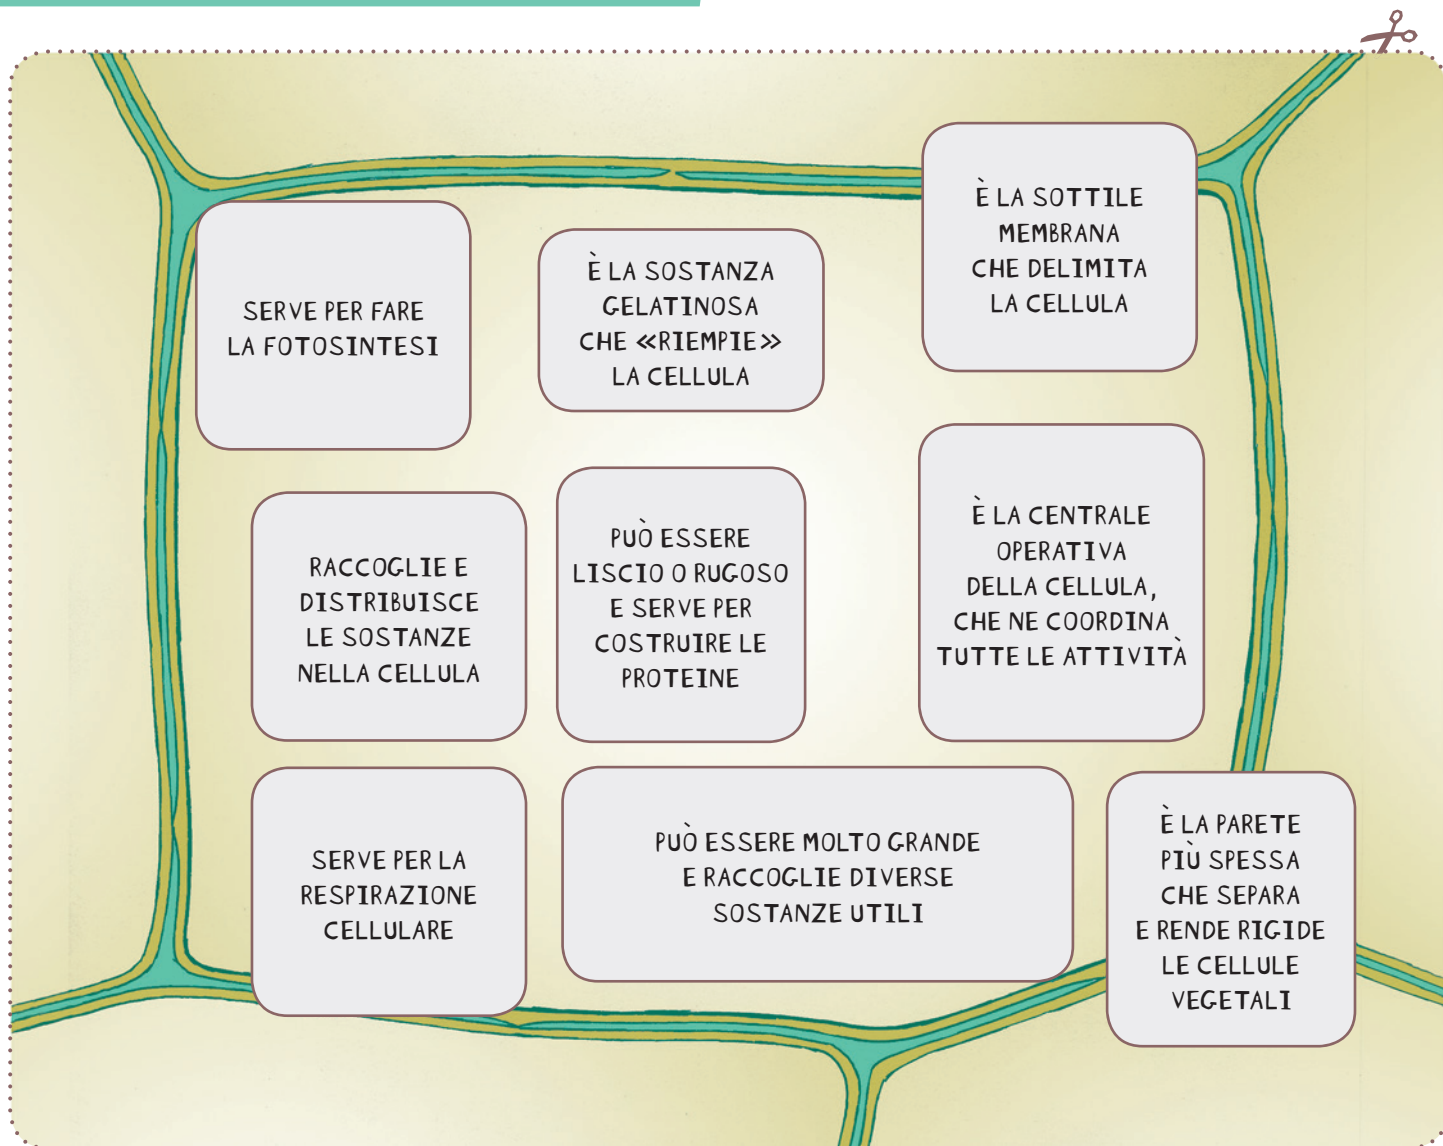 SERVE PER FARE
LA FOTOSINTESI
È LA SOSTANZA
GELATINOSA
CHE «RIEMPIE»
LA CELLULA
È LA SOTTILE
MEMBRANA
CHE DELIMITA
LA CELLULA
RACCOGLIE E
DISTRIBUISCE
LE SOSTANZE
NELLA CELLULA
PUÒ ESSERE
LISCIO O RUGOSO
E SERVE PER
COSTRUIRE LE
PROTEINE
È LA CENTRALE
OPERATIVA
DELLA CELLULA,
CHE NE COORDINA
TUTTE LE ATTIVITÀ
SERVE PER LA
RESPIRAZIONE
CELLULARE
PUÒ ESSERE MOLTO GRANDE
E RACCOGLIE DIVERSE
SOSTANZE UTILI
È LA PARETE
PIÙ SPESSA
CHE SEPARA
E RENDE RIGIDE
LE CELLULE
VEGETALI